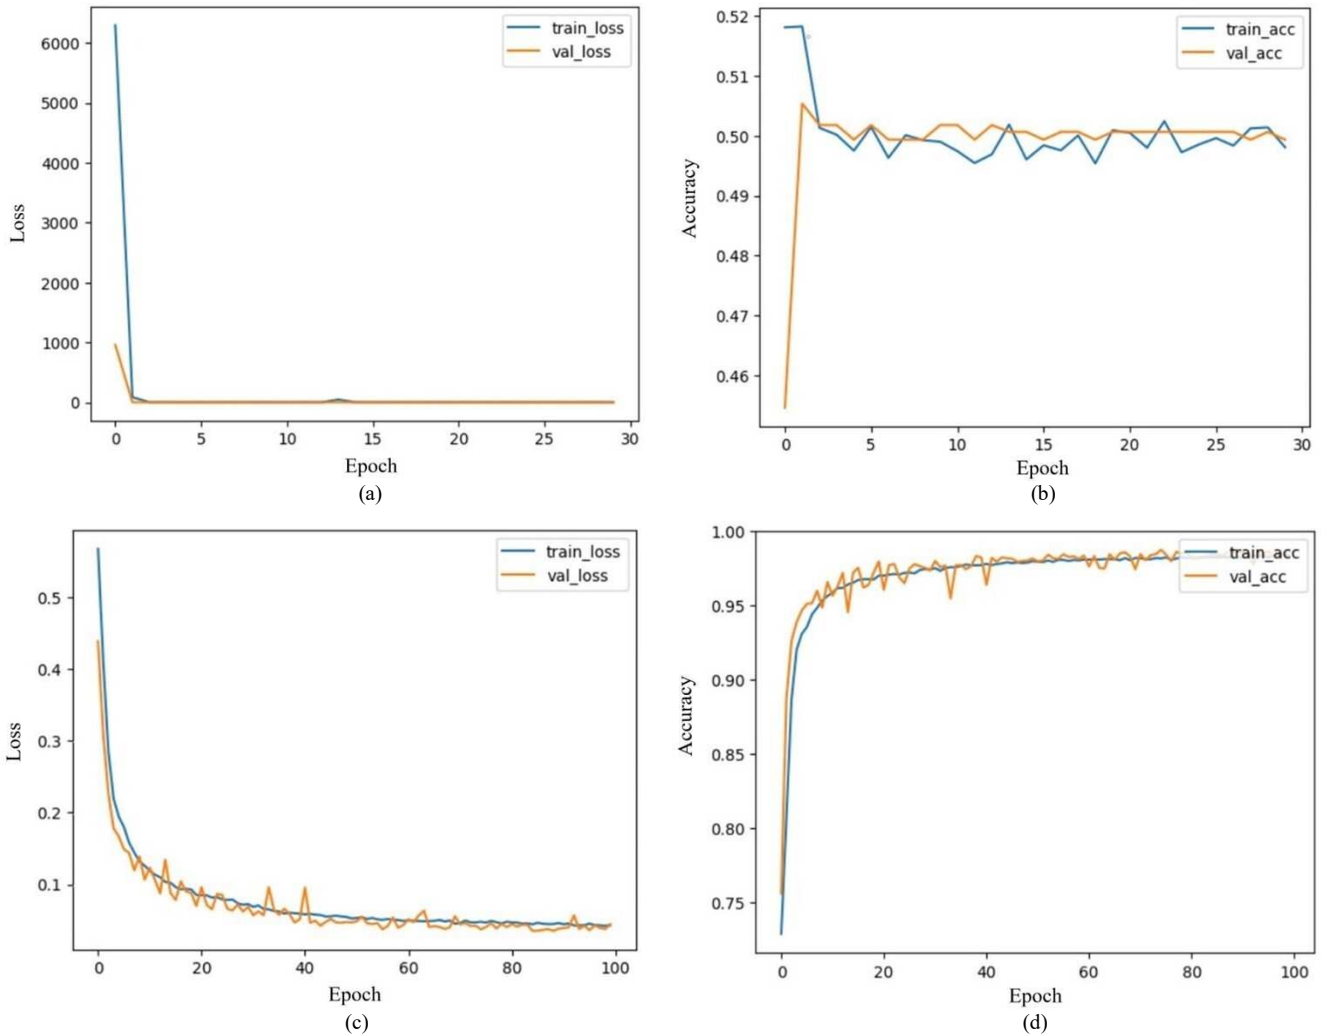 train_loss
val_loss
6000
5000
4000
3000
2000
1000
0
Loss
0 5 10 15 20 25 30
Epoch
(a)
train_acc
val_acc
0.52
0.51
0.50
0.49
0.48
0.47
0.46
Accuracy
0 5 10 15 20 25 30
Epoch
(b)
train_loss
val_loss
0.5
0.4
0.3
0.2
0.1
Loss
0 20 40 60 80 100
Epoch
(c)
train_acc
val_acc
1.00
0.95
0.90
0.85
0.80
0.75
Accuracy
0 20 40 60 80 100
Epoch
(d)